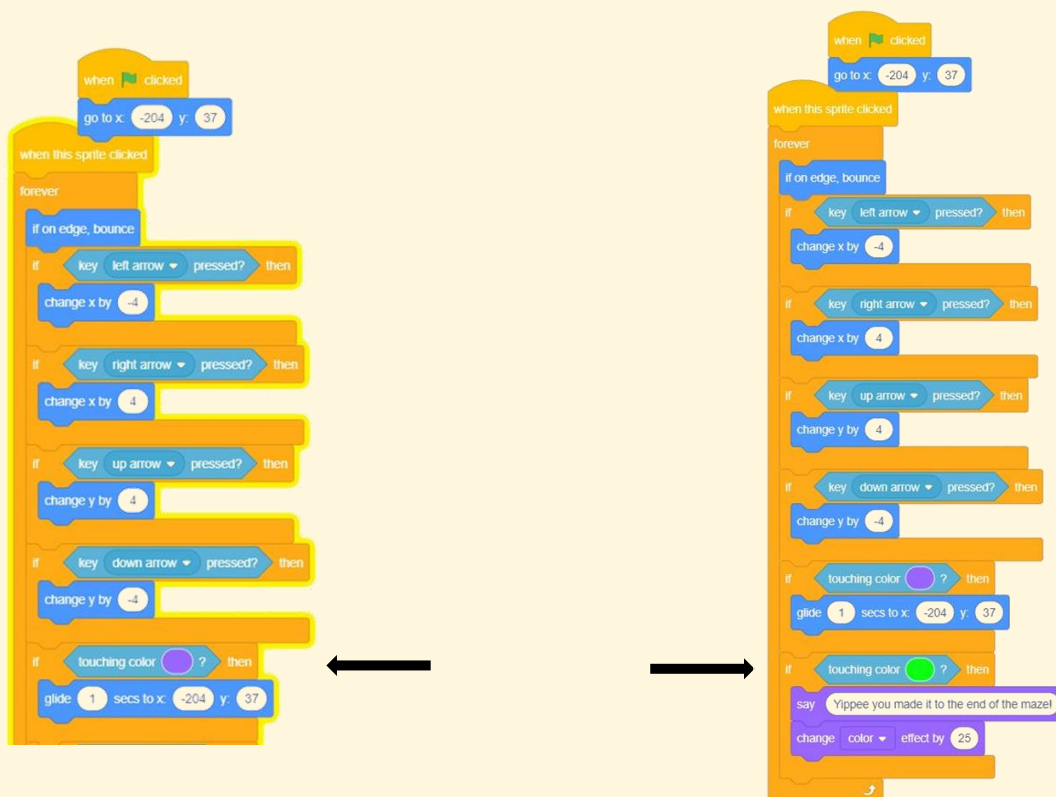 when clicked
go to x: -204 y: 37
when this sprite clicked
forever
if on edge, bounce
if key left arrow pressed? then
change x by -4
if key right arrow pressed? then
change x by 4
if key up arrow pressed? then
change y by 4
if key down arrow pressed? then
change y by -4
if touching color ? then
glide 1 secs to x: -204 y: 37
when clicked
go to x: -204 y: 37
when this sprite clicked
forever
if on edge, bounce
if key left arrow pressed? then
change x by -4
if key right arrow pressed? then
change x by 4
if key up arrow pressed? then
change y by 4
if key down arrow pressed? then
change y by -4
if touching color ? then
glide 1 secs to x: -204 y: 37
if touching color ? then
say Yippee you made it to the end of the maze!
change color effect by 25